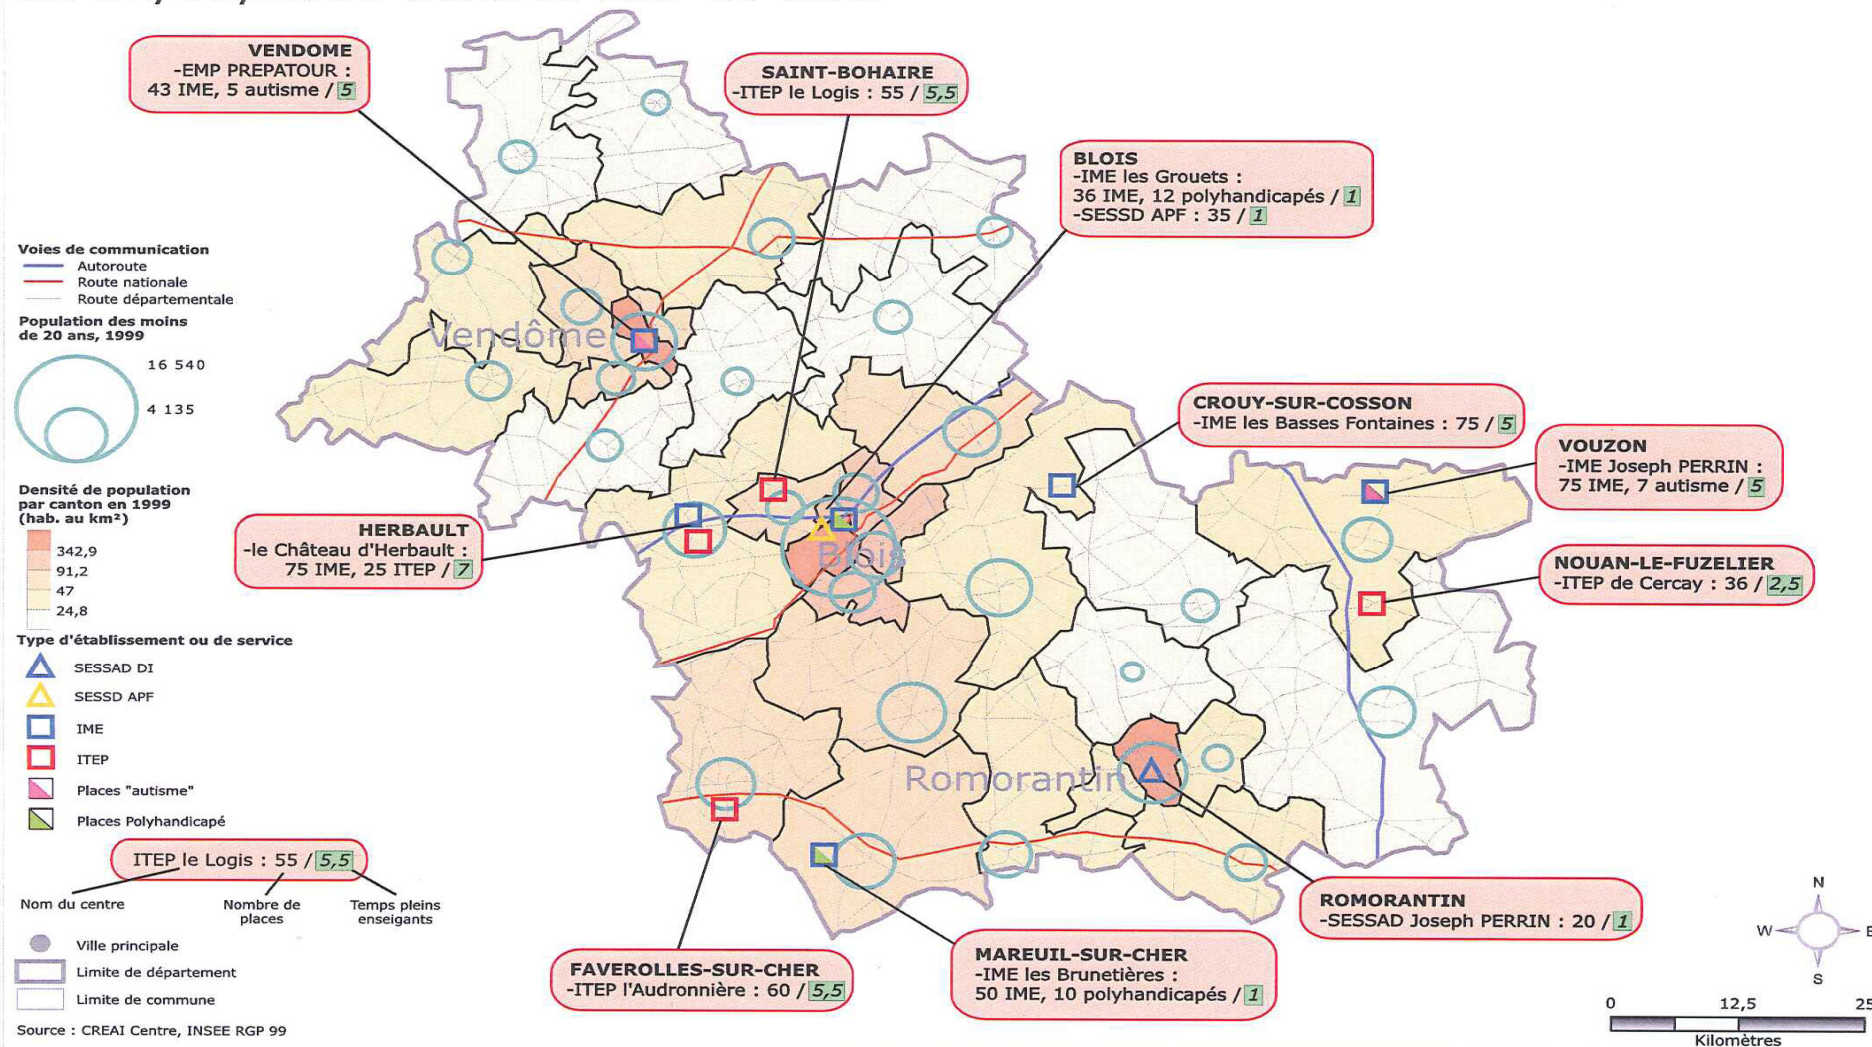 VENDOME
-EMP PREPATOUR :
43 IME, 5 autisme / 5
SAINT-BOHAIRE
-ITEP le Logis : 55 / 5,5
BLOIS
-IME les Grouets :
36 IME, 12 polyhandicapés / 1
-SESSD APF : 35 / 1
Voies de communication
Autoroute
Route nationale
Route départementale
Population des moins
de 20 ans, 1999
16 540
4 135
Vendôme
CROUY-SUR-COSSON
-IME les Basses Fontaines : 75 / 5
VOUZON
-IME Joseph PERRIN :
75 IME, 7 autisme / 5
Densité de population
par canton en 1999
(hab. au km²)
342,9
91,2
47
24,8
HERBAULT
-le Château d'Herbault :
75 IME, 25 ITEP / 7
Blois
NOUAN-LE-FUZELIER
-ITEP de Cercay : 36 / 2,5
Type d'établissement ou de service
SESSAD DI
SESSD APF
IME
ITEP
Places "autisme"
Places Polyhandicapé
Romorantin
ITEP le Logis : 55 / 5,5
Nom du centre
Nombre de
places
Temps pleins
enseigants
Ville principale
Limite de département
Limite de commune
Source : CREAI Centre, INSEE RGP 99
FAVEROLLES-SUR-CHER
-ITEP l'Audronnière : 60 / 5,5
MAREUIL-SUR-CHER
-IME les Brunetières :
50 IME, 10 polyhandicapés / 1
ROMORANTIN
-SESSAD Joseph PERRIN : 20 / 1
N
W
E
S
0
12,5
25
Kilomètres